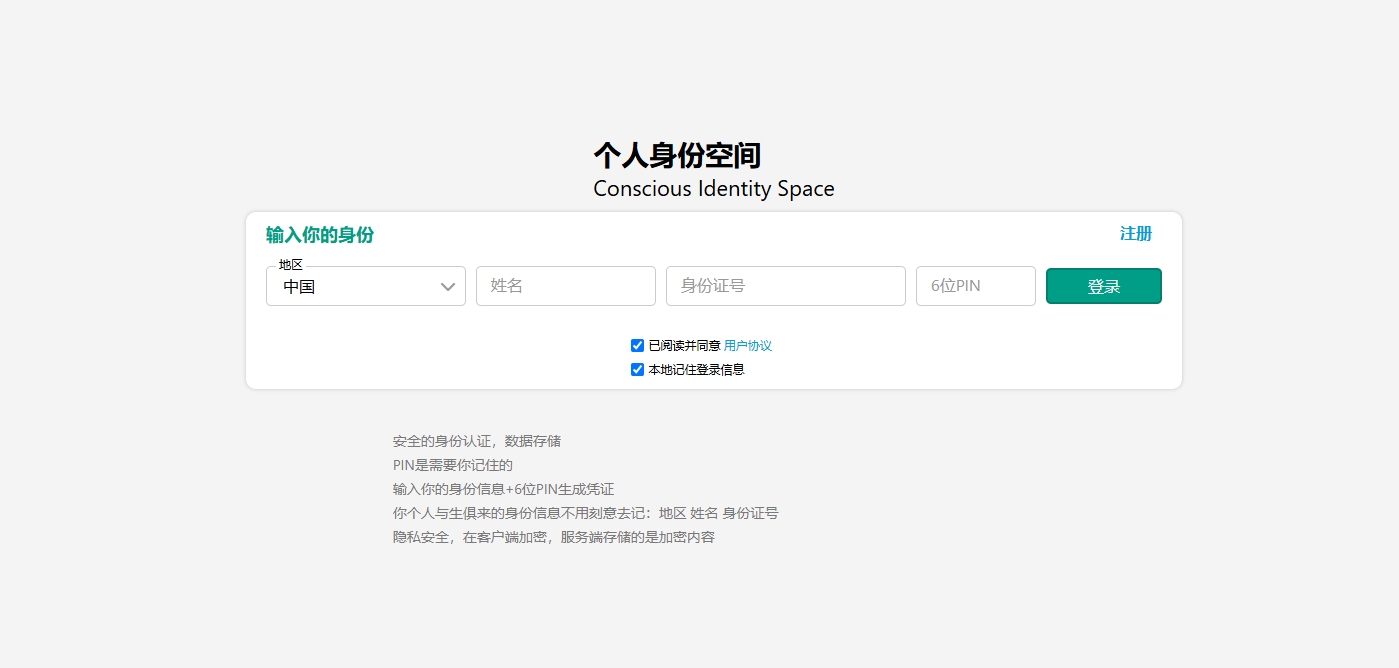 个人身份空间
Conscious Identity Space
输入你的身份
注册
地区
中国
姓名
身份证号
6位PIN
登录
已阅读并同意 用户协议
本地记住登录信息
安全的身份认证，数据存储
PIN是需要你记住的
输入你的身份信息+6位PIN生成凭证
你个人与生俱来的身份信息不用刻意去记：地区 姓名 身份证号
隐私安全，在客户端加密，服务端存储的是加密内容